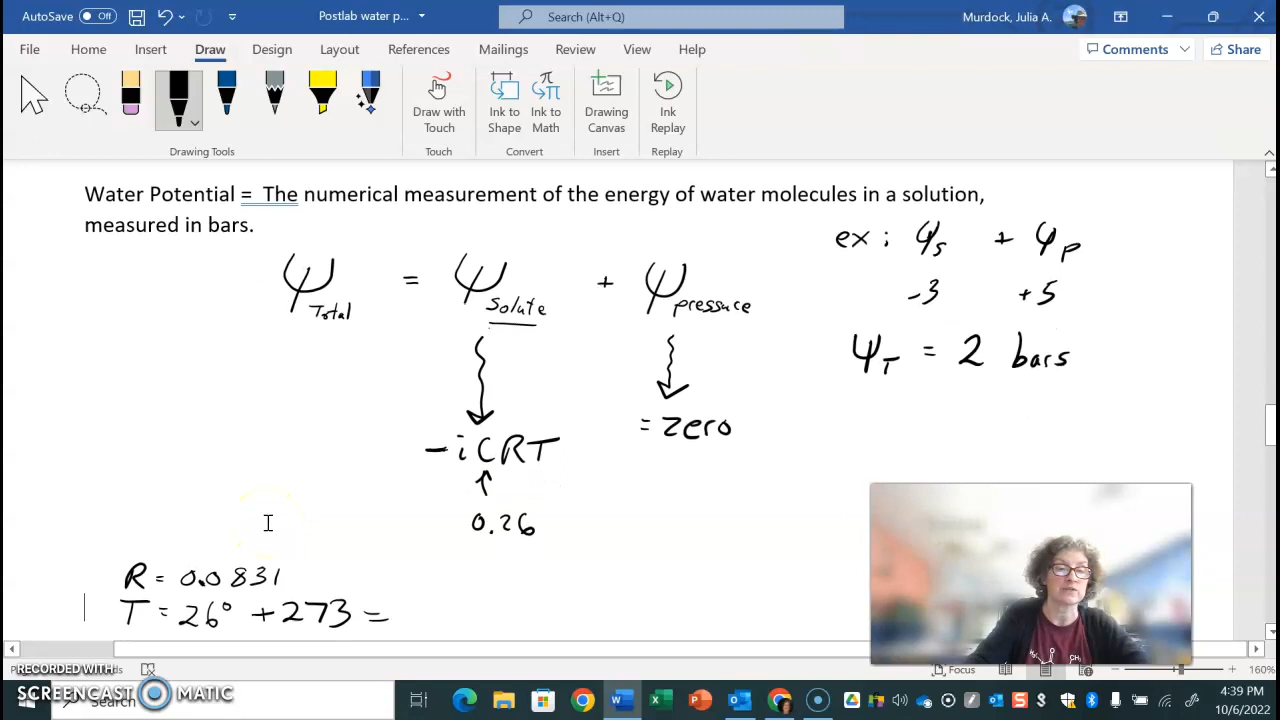 AutoSave Off Postlab water p... Search (Alt+Q) Murdock, Julia A.
File Home Insert Draw Design Layout References Mailings Review View Help Comments Share
Draw with Touch Ink to Shape Ink to Math Drawing Canvas Ink Replay
Drawing Tools Touch Convert Insert Replay
Water Potential = The numerical measurement of the energy of water molecules in a solution,
measured in bars.
ex: ψs + ψp
-3 +5
ψT = 2 bars
ψTotal = ψsolute + ψpressure
= zero
-iCRT
0.26
R = 0.0831
T = 26° + 273 =
RECORDED WITH
SCREENCAST MATIC
Focus 160%
Search
4:39 PM
10/6/2022